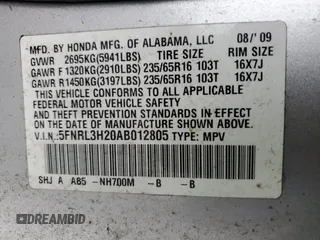 MFD. BY HONDA MFG. OF ALABAMA, LLC 08/'09
GVWR 2695KG(5941LBS) TIRE SIZE RIM SIZE
GAWR F 1320KG(2910LBS) 235/65R16 103T 16X7J
GAWR R1450KG(3197LBS) 235/65R16 103T 16X7J
THIS VEHICLE CONFORMS TO ALL APPLICABLE
FEDERAL MOTOR VEHICLE SAFETY
AND THEFT PREVENTION STANDARDS IN EFFECT
ON THE DATE OF MANUFACTURE SHOWN ABOVE.
V.I.N:5FNRL3H20AB012805 TYPE: MPV
SHJ A A85 -NH700M -B -B
DREAMBID